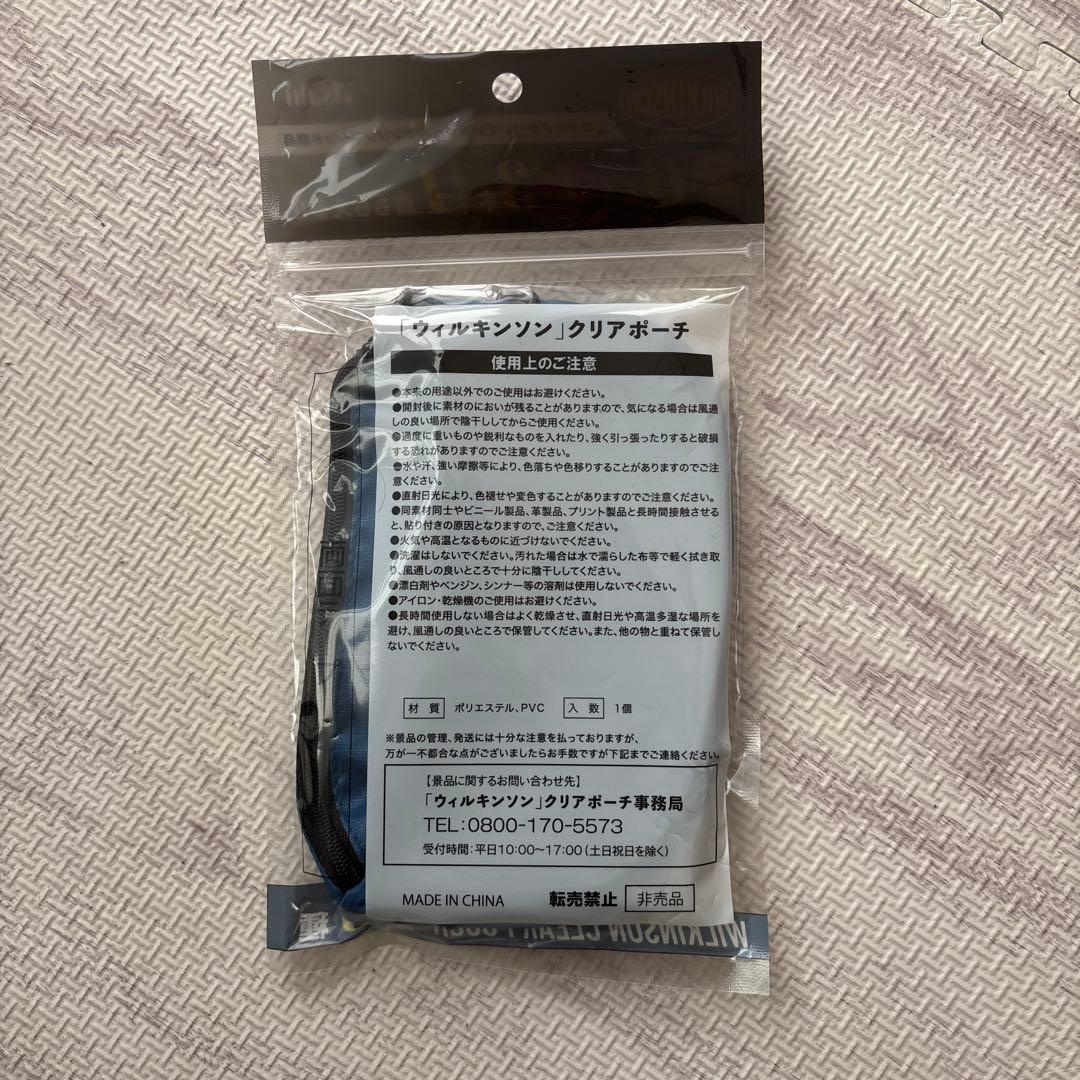 WILKINSON
Asahi
「ウィルキンソン」クリアポーチ
使用上のご注意
●本来の用途以外でのご使用はお避けください。
●開封後に素材のにおいが残ることがありますので、気になる場合は風通
しの良い場所で陰干ししてからご使用ください。
●過度に重いものや鋭利なものを入れたり、強く引っ張ったりすると破損
する恐れがありますのでご注意ください。
●水や汗、強い摩擦等により、色落ちや色移りすることがありますのでご注
意ください。
●直射日光により、色褪せや変色することがありますのでご注意ください。
●同素材同士やビニール製品、革製品、プリント製品と長時間接触させる
と、貼り付きの原因となりますので、ご注意ください。
●火気や高温となるものに近づけないでください。
●洗濯はしないでください。汚れた場合は水で濡らした布等で軽く拭き取
り、風通しの良いところで十分に陰干ししてください。
●漂白剤やベンジン、シンナー等の溶剤は使用しないでください。
●アイロン・乾燥機のご使用はお避けください。
●長時間使用しない場合はよく乾燥させ、直射日光や高温多湿な場所を
避け、風通しの良いところで保管してください。また、他の物と重ねて保管し
ないでください。
材質 ポリエステル、PVC 入数 1個
※景品の管理、発送には十分な注意を払っておりますが、
万が一不都合な点がございましたらお手数ですが下記までご連絡ください。
【景品に関するお問い合わせ先】
「ウィルキンソン」クリアポーチ事務局
TEL:0800-170-5573
受付時間:平日10:00〜17:00(土日祝日を除く)
MADE IN CHINA 転売禁止 非売品
WILKINSON CLEAR POUCH